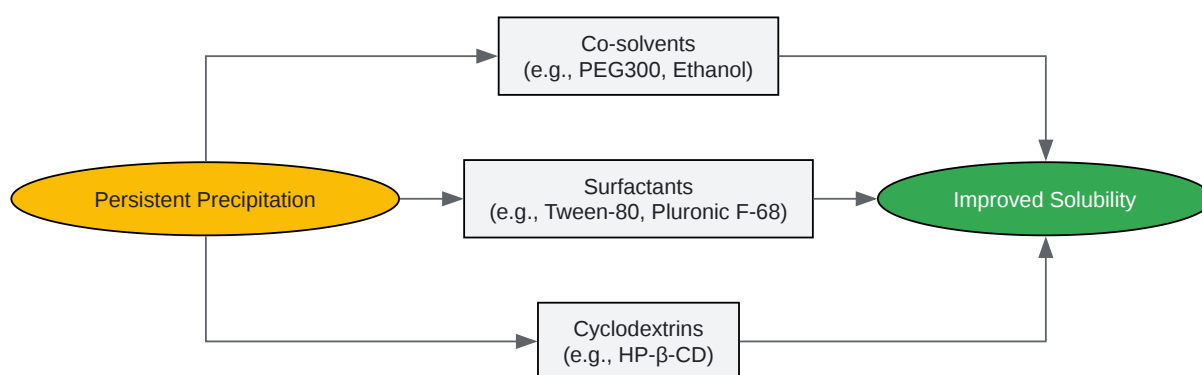 Co-solvents
(e.g., PEG300, Ethanol)
Persistent Precipitation
Surfactants
(e.g., Tween-80, Pluronic F-68)
Improved Solubility
Cyclodextrins
(e.g., HP-β-CD)